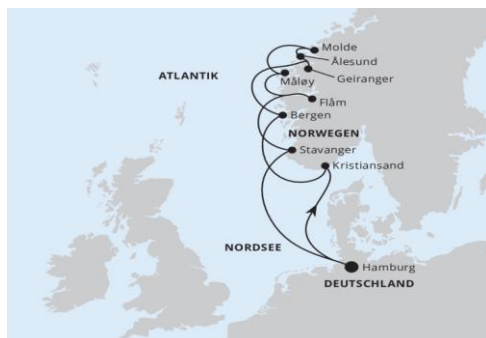 Molde
Ålesund
ATLANTIK
Geiranger
Måløy
Flåm
Bergen
NORWEGEN
Stavanger
Kristiansand
NORDSEE
Hamburg
DEUTSCHLAND